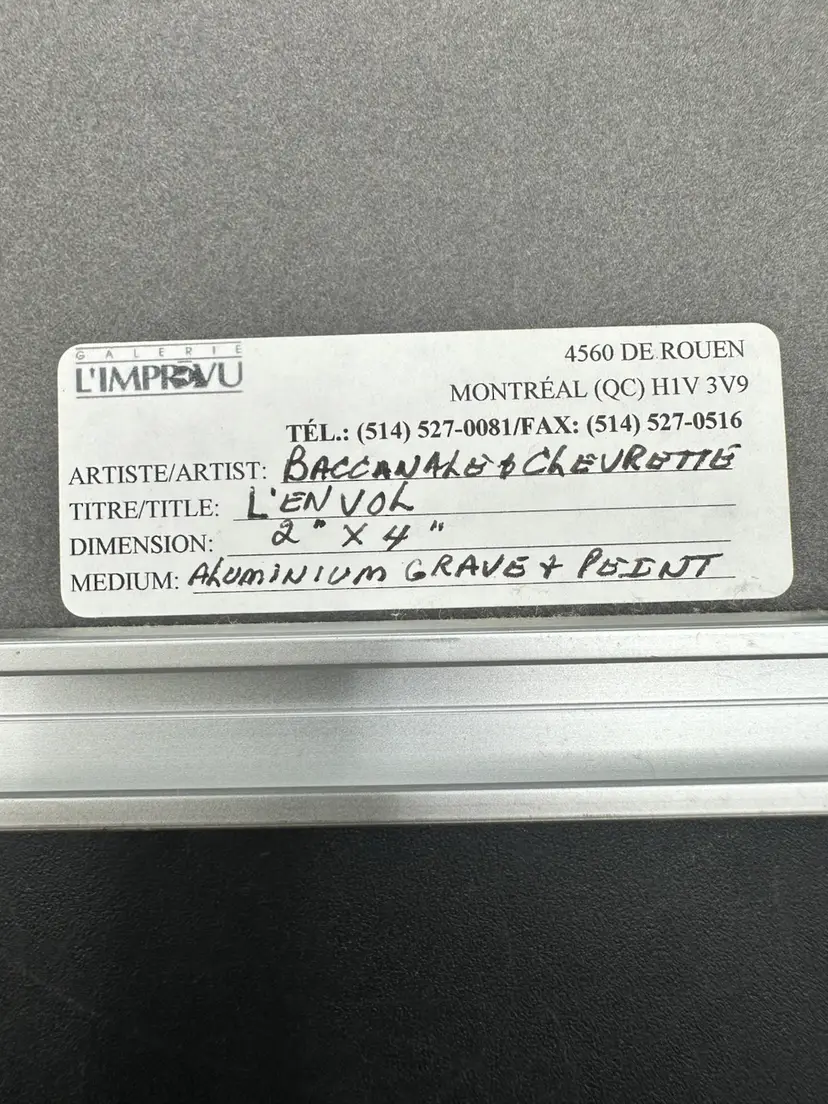 GALERIE
L'IMPRÉVU
4560 DE ROUEN
MONTRÉAL (QC) H1V 3V9
TÉL.: (514) 527-0081/FAX: (514) 527-0516
ARTISTE/ARTIST: BACCANALE & CHEVRETTE
TITRE/TITLE: L'ENVOL
DIMENSION: 2" X 4"
MEDIUM: ALUMINIUM GRAVE & PEINT